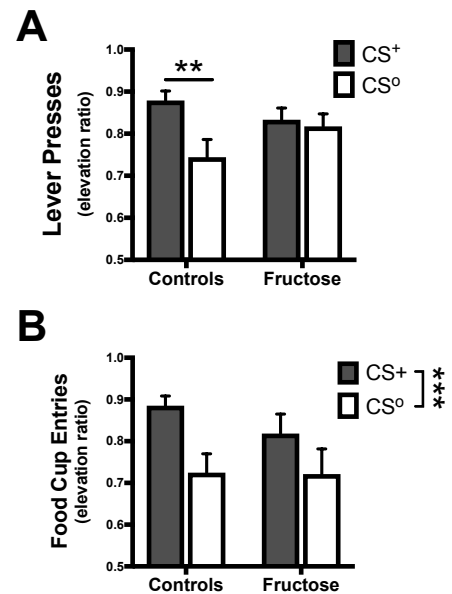 A
Lever Presses
(elevation ratio)
1.0
0.9
0.8
0.7
0.6
0.5
**
CS⁺
CSº
Controls Fructose
B
Food Cup Entries
(elevation ratio)
1.0
0.9
0.8
0.7
0.6
0.5
CS+
CSº
***
Controls Fructose